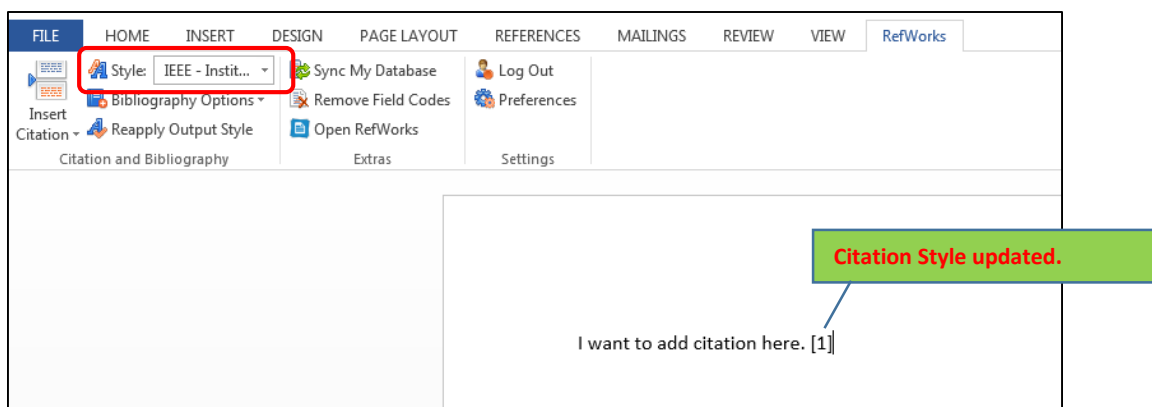 FILE HOME INSERT DESIGN PAGE LAYOUT REFERENCES MAILINGS REVIEW VIEW RefWorks
Style: IEEE - Instit... Sync My Database Log Out
Bibliography Options Remove Field Codes Preferences
Insert
Citation Reapply Output Style Open RefWorks
Citation and Bibliography Extras Settings
Citation Style updated.
I want to add citation here. [1]